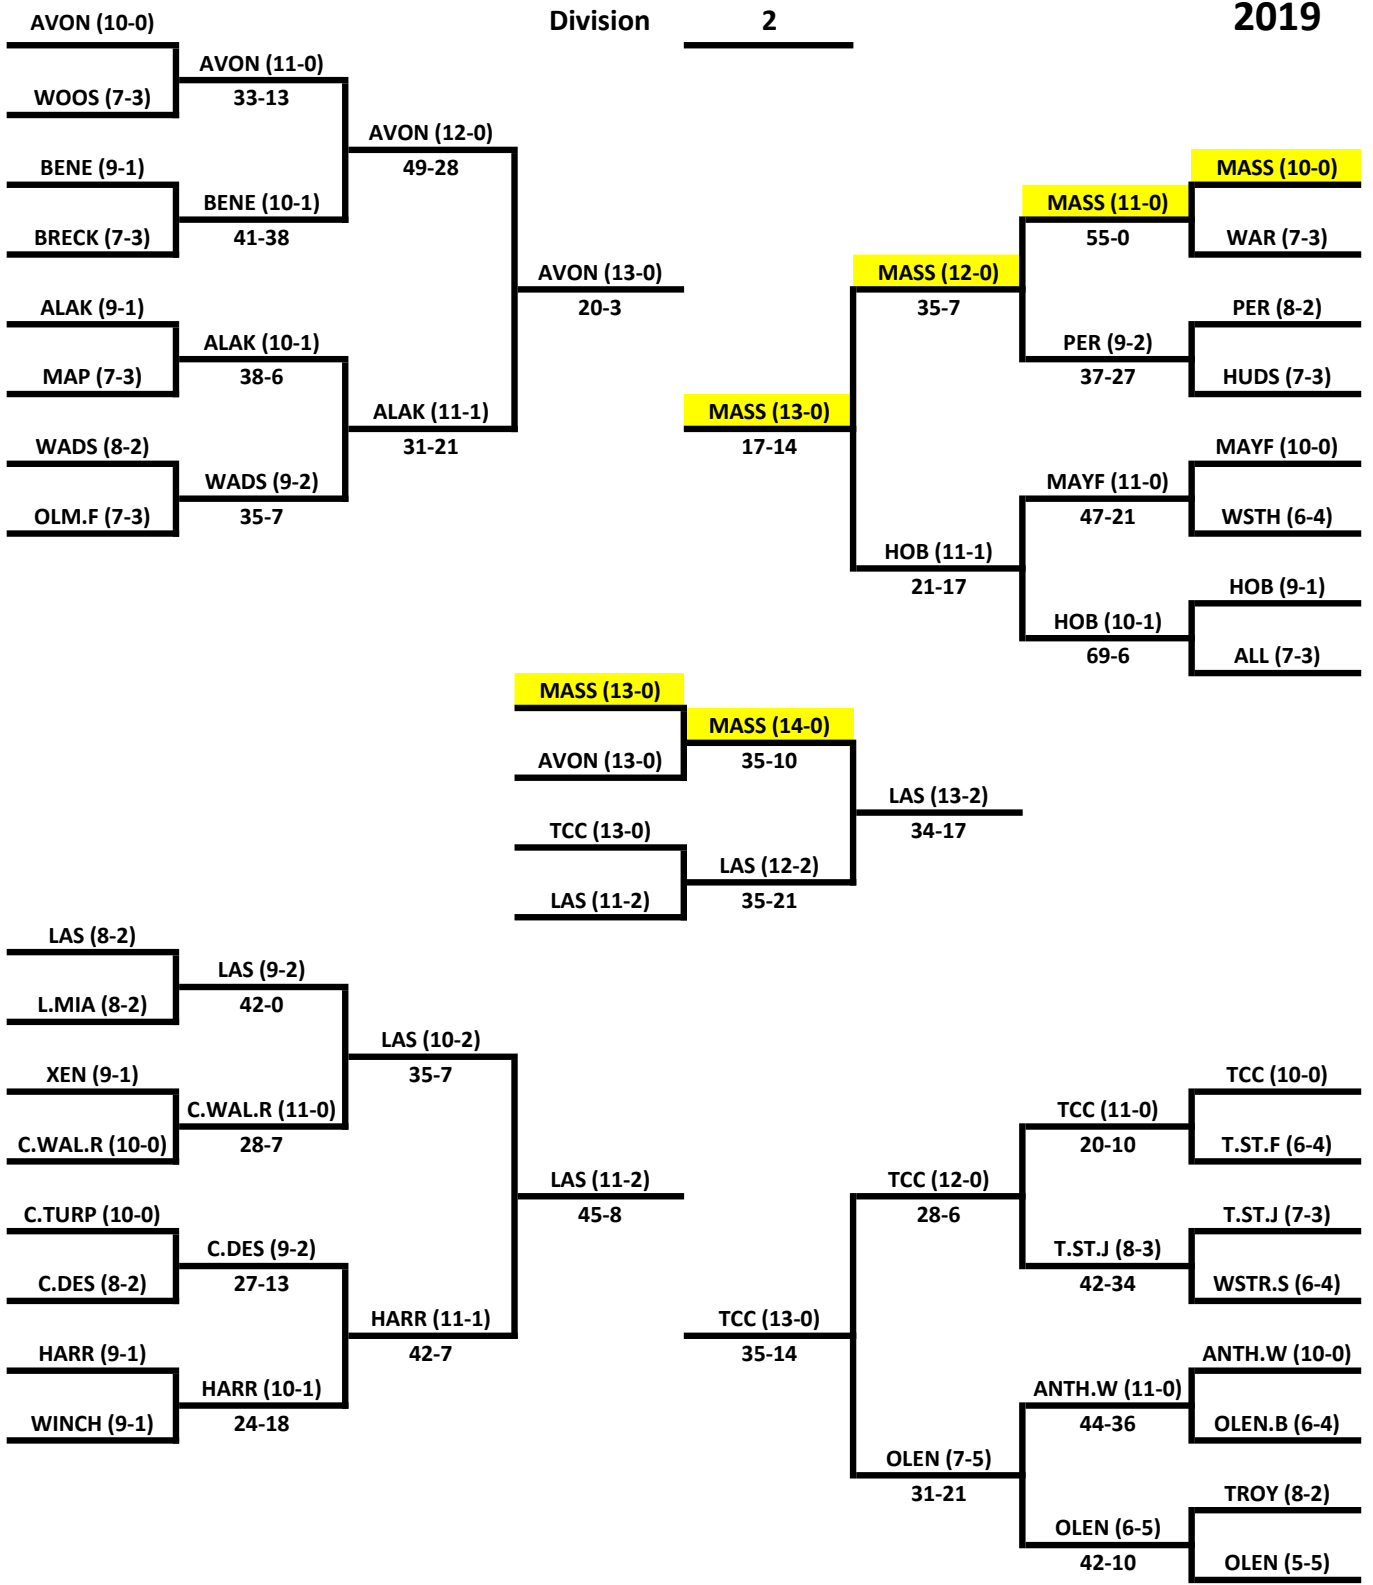 Division 2 2019
AVON (10-0)
WOOS (7-3)
BENE (9-1)
BRECK (7-3)
ALAK (9-1)
MAP (7-3)
WADS (8-2)
OLM.F (7-3)
AVON (11-0)
33-13
BENE (10-1)
41-38
ALAK (10-1)
38-6
WADS (9-2)
35-7
AVON (12-0)
49-28
ALAK (11-1)
31-21
AVON (13-0)
20-3
MASS (13-0)
17-14
MASS (12-0)
35-7
HOB (11-1)
21-17
MASS (11-0)
55-0
PER (9-2)
37-27
MAYF (11-0)
47-21
HOB (10-1)
69-6
MASS (10-0)
WAR (7-3)
PER (8-2)
HUDS (7-3)
MAYF (10-0)
WSTH (6-4)
HOB (9-1)
ALL (7-3)
MASS (13-0)
AVON (13-0)
TCC (13-0)
LAS (11-2)
MASS (14-0)
35-10
LAS (12-2)
35-21
LAS (13-2)
34-17
LAS (8-2)
L.MIA (8-2)
XEN (9-1)
C.WAL.R (10-0)
C.TURP (10-0)
C.DES (8-2)
HARR (9-1)
WINCH (9-1)
LAS (9-2)
42-0
C.WAL.R (11-0)
28-7
C.DES (9-2)
27-13
HARR (10-1)
24-18
LAS (10-2)
35-7
HARR (11-1)
42-7
LAS (11-2)
45-8
TCC (13-0)
35-14
TCC (12-0)
28-6
OLEN (7-5)
31-21
TCC (11-0)
20-10
T.ST.J (8-3)
42-34
ANTH.W (11-0)
44-36
OLEN (6-5)
42-10
TCC (10-0)
T.ST.F (6-4)
T.ST.J (7-3)
WSTR.S (6-4)
ANTH.W (10-0)
OLEN.B (6-4)
TROY (8-2)
OLEN (5-5)